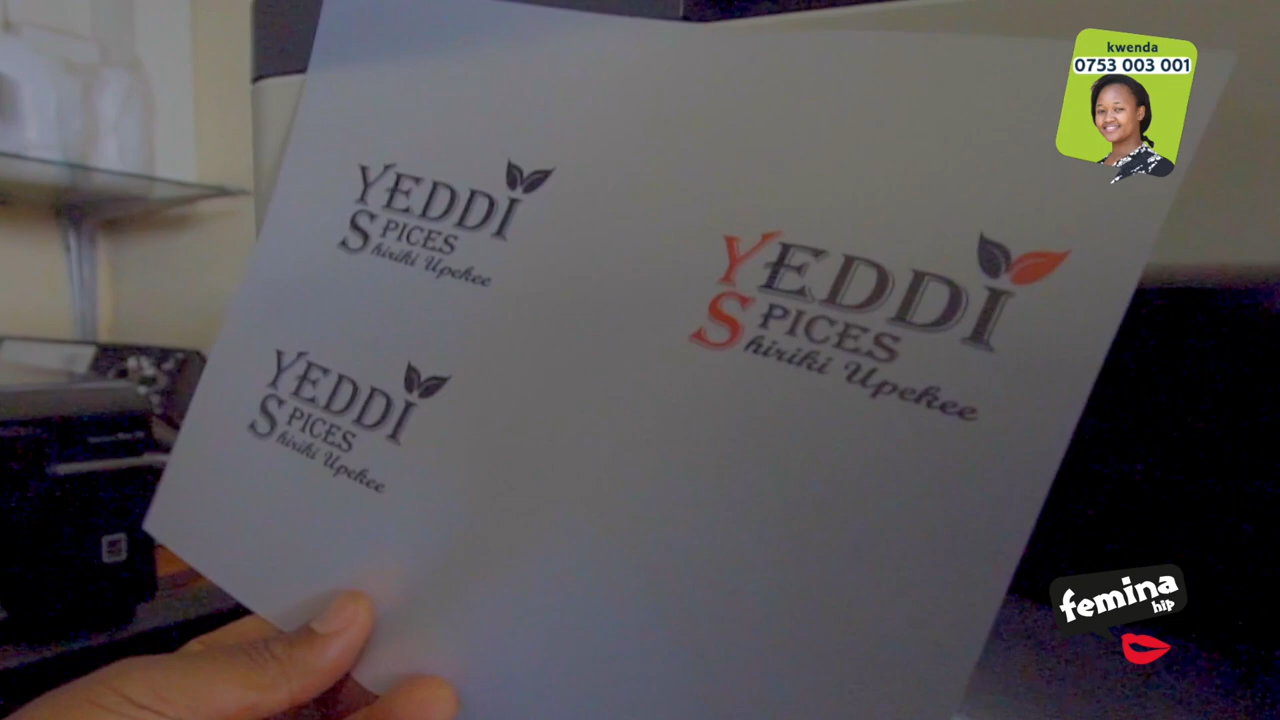 kwenda
0753 003 001
YEDDI
SPICES
Shiriki Upekee
YEDDI
SPICES
Shiriki Upekee
YEDDI
SPICES
Shiriki Upekee
femina
hip